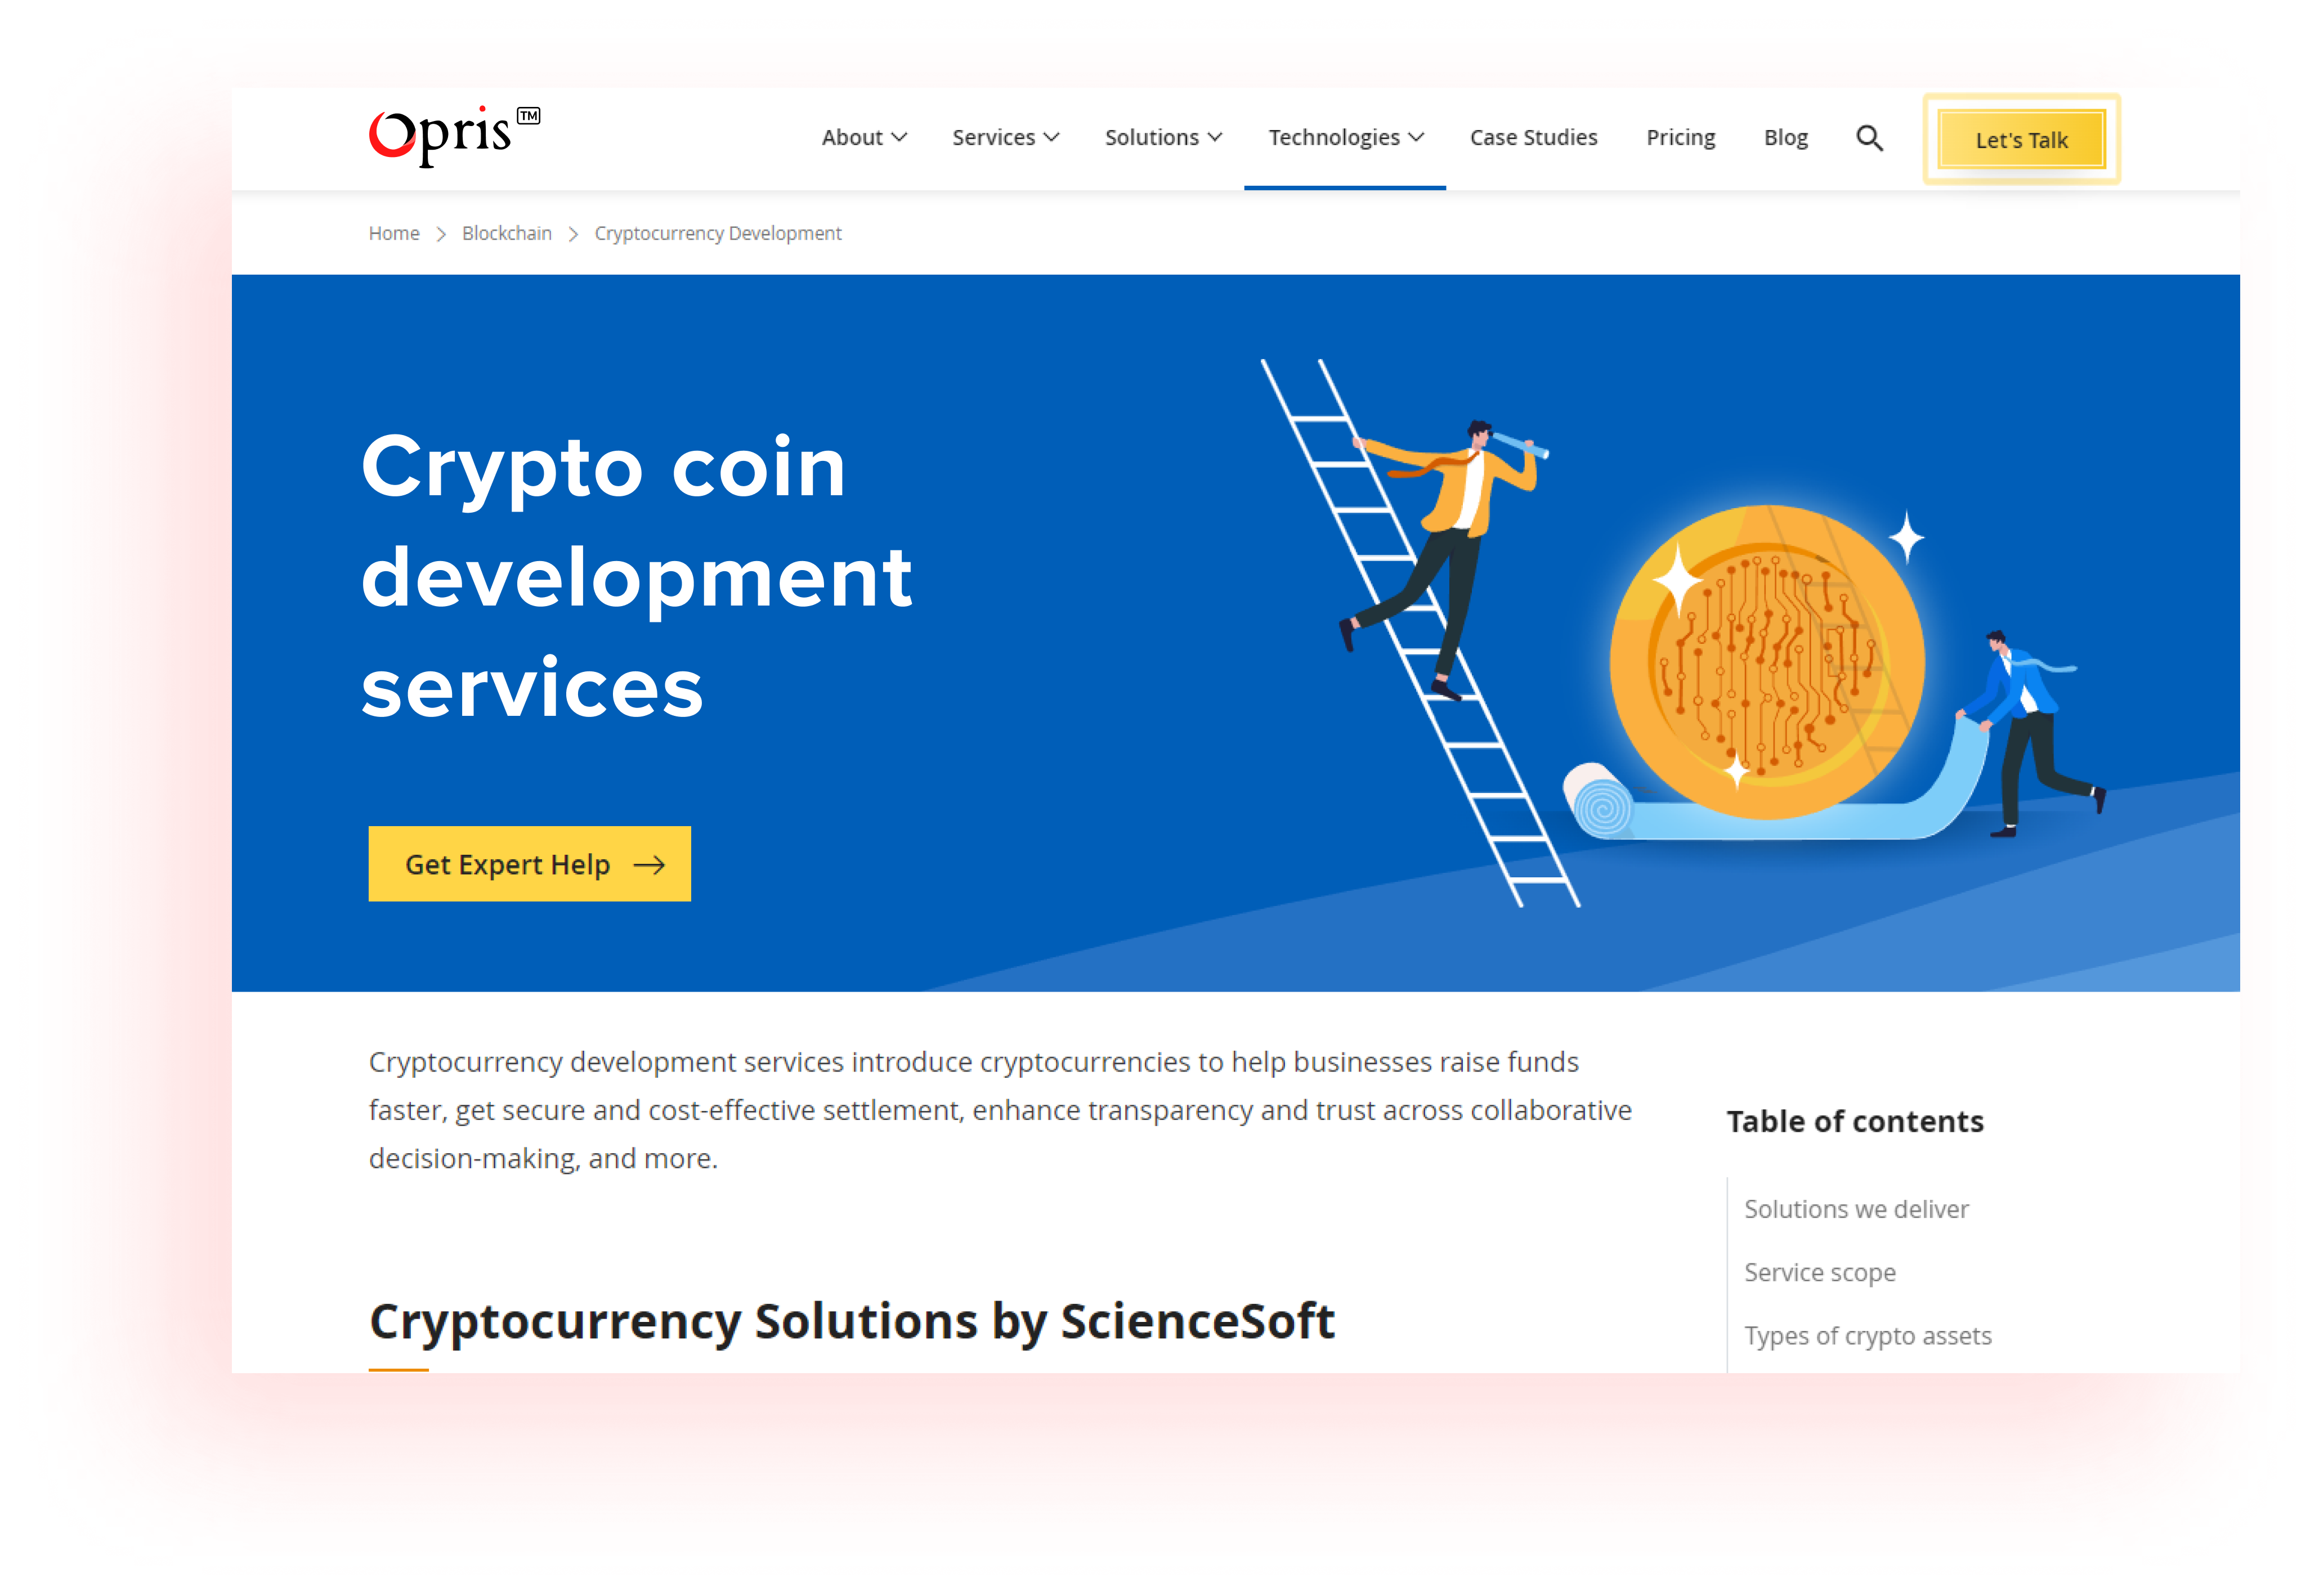 Opris TM
About Services Solutions Technologies Case Studies Pricing Blog Let's Talk
Home > Blockchain > Cryptocurrency Development
Crypto coin
development
services
Get Expert Help →
Cryptocurrency development services introduce cryptocurrencies to help businesses raise funds
faster, get secure and cost-effective settlement, enhance transparency and trust across collaborative
decision-making, and more.
Table of contents
Solutions we deliver
Service scope
Types of crypto assets
Cryptocurrency Solutions by ScienceSoft